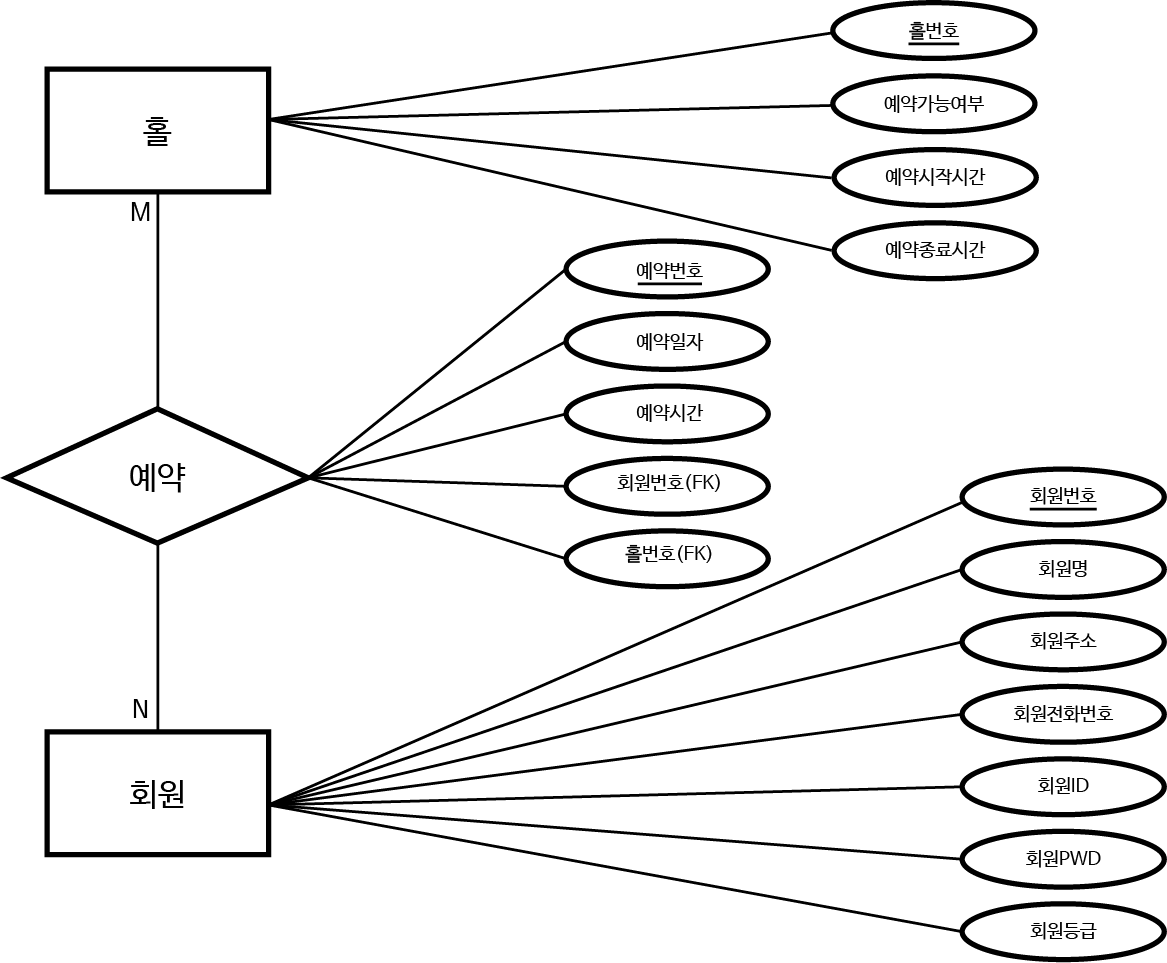 홀
홀번호
예약가능여부
예약시작시간
예약종료시간
M
예약
예약번호
예약일자
예약시간
회원번호(FK)
홀번호(FK)
N
회원
회원번호
회원명
회원주소
회원전화번호
회원ID
회원PWD
회원등급